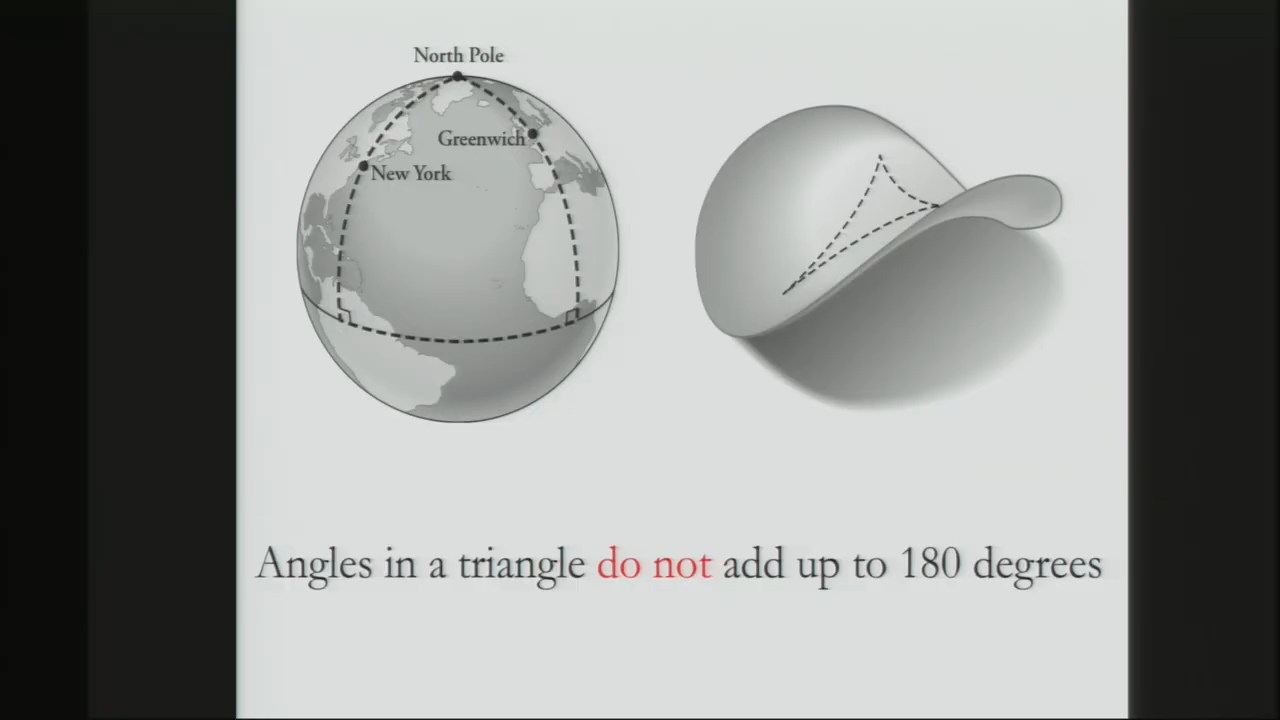 North Pole
Greenwich
New York
Angles in a triangle do not add up to 180 degrees